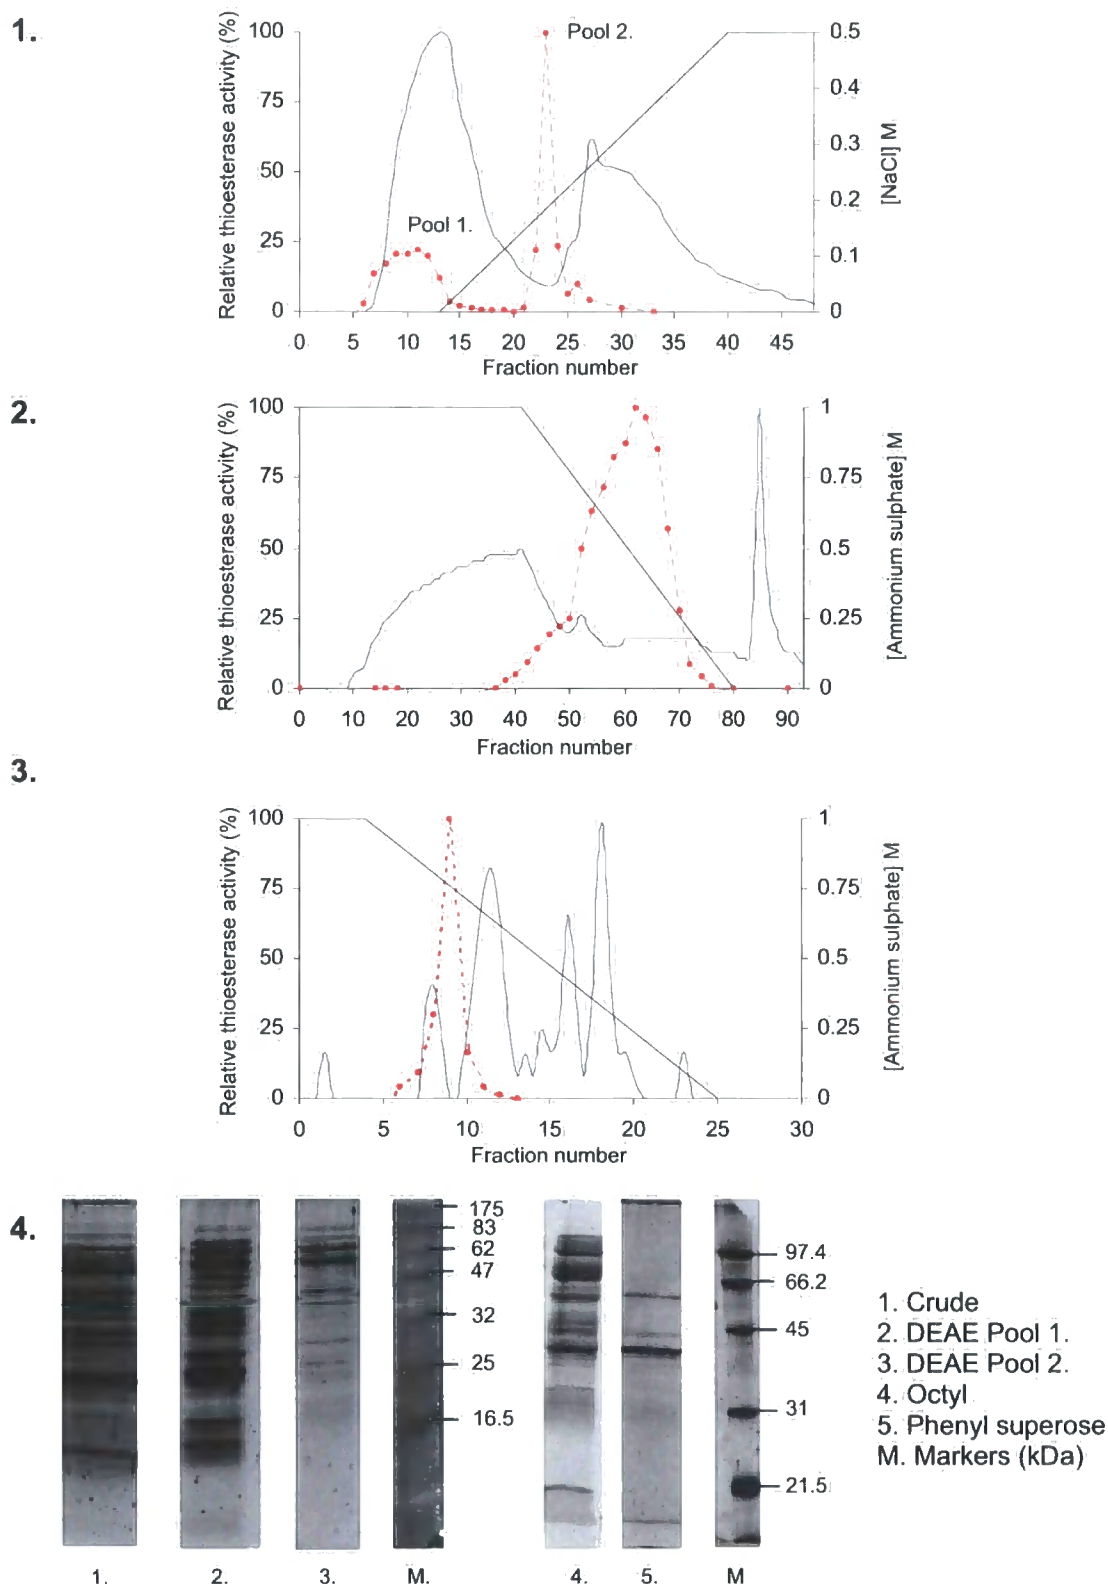 1.
Relative thioesterase activity (%)
100
75
50
25
0
Pool 1.
Pool 2.
0.5
0.4
0.3
0.2
0.1
0
[NaCl] M
0 5 10 15 20 25 30 35 40 45
Fraction number
2.
Relative thioesterase activity (%)
100
75
50
25
0
1
0.75
0.5
0.25
0
[Ammonium sulphate] M
0 10 20 30 40 50 60 70 80 90
Fraction number
3.
Relative thioesterase activity (%)
100
75
50
25
0
1
0.75
0.5
0.25
0
[Ammonium sulphate] M
0 5 10 15 20 25 30
Fraction number
4.
175
83
62
47
32
25
16.5
97.4
66.2
45
31
21.5
1. 2. 3. M. 4. 5. M
1. Crude
2. DEAE Pool 1.
3. DEAE Pool 2.
4. Octyl
5. Phenyl superose
M. Markers (kDa)